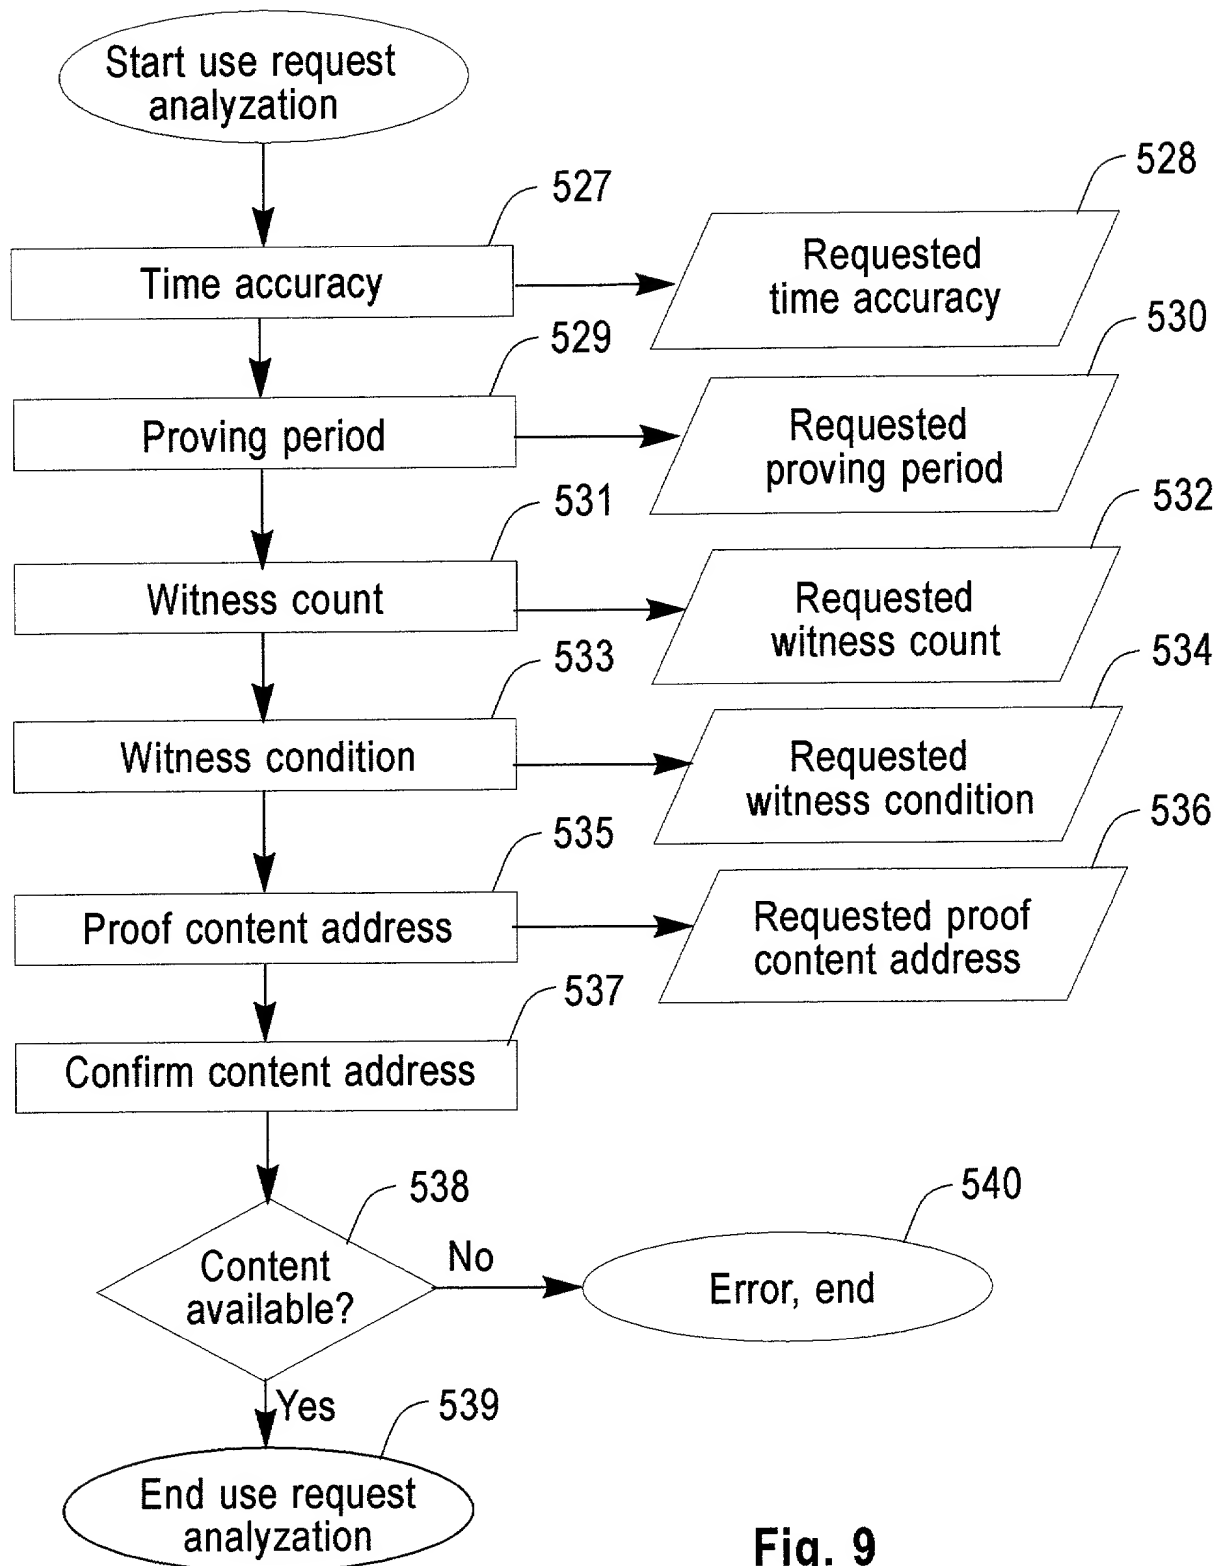 Start use request
analyzation
527
528
Time accuracy
Requested
time accuracy
529
530
Proving period
Requested
proving period
531
532
Witness count
Requested
witness count
533
534
Witness condition
Requested
witness condition
535
536
Proof content address
Requested proof
content address
537
Confirm content address
538
540
Content
available?
No
Error, end
Yes
539
End use request
analyzation
Fig. 9